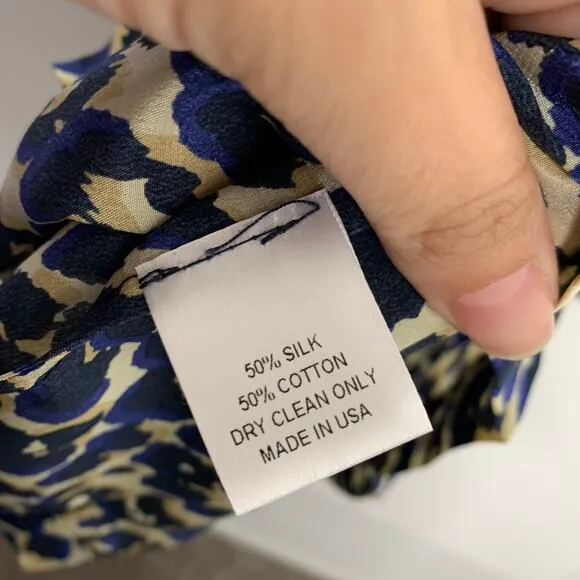 50% SILK
50% COTTON
DRY CLEAN ONLY
MADE IN USA